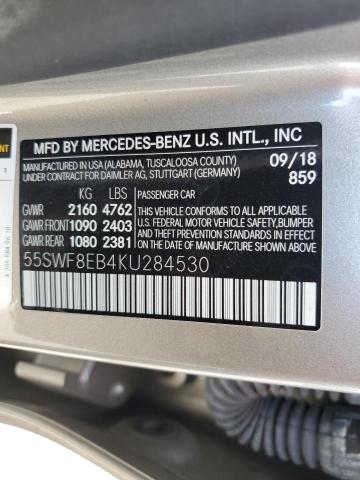 MFD BY MERCEDES-BENZ U.S. INTL., INC
MANUFACTURED IN USA (ALABAMA, TUSCALOOSA COUNTY) 09/18
UNDER CONTRACT FOR DAIMLER AG, STUTTGART (GERMANY) 859
KG LBS PASSENGER CAR
GVWR 2160 4762 THIS VEHICLE CONFORMS TO ALL APPLICABLE
GAWR FRONT 1090 2403 U.S. FEDERAL MOTOR VEHICLE SAFETY,BUMPER
GAWR REAR 1080 2381 AND THEFT PREVENTION STANDARDS IN EFFECT
ON THE DATE OF MANUFACTURE SHOWN ABOVE.
55SWF8EB4KU284530